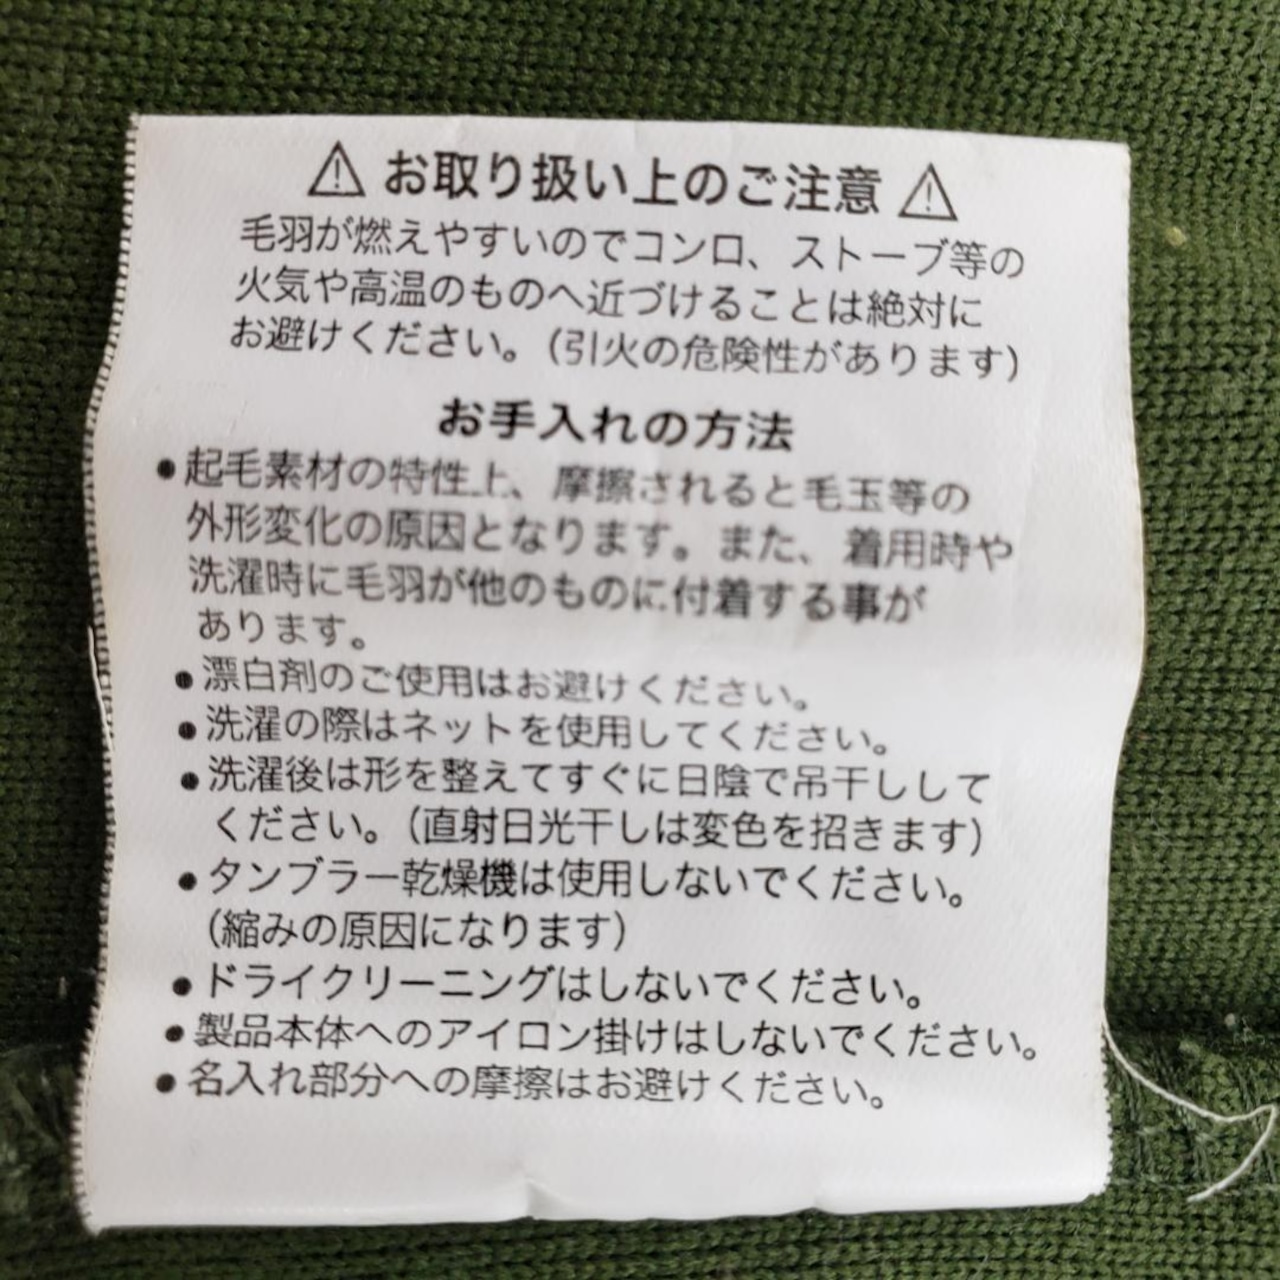 ⚠ お取り扱い上のご注意 ⚠
毛羽が燃えやすいのでコンロ、ストーブ等の
火気や高温のものへ近づけることは絶対に
お避けください。(引火の危険性があります)
お手入れの方法
●起毛素材の特性上、摩擦されると毛玉等の
外形変化の原因となります。また、着用時や
洗濯時に毛羽が他のものに付着する事が
あります。
●漂白剤のご使用はお避けください。
●洗濯の際はネットを使用してください。
●洗濯後は形を整えてすぐに日陰で吊干しして
ください。(直射日光干しは変色を招きます)
●タンブラー乾燥機は使用しないでください。
(縮みの原因になります)
●ドライクリーニングはしないでください。
●製品本体へのアイロン掛けはしないでください。
●名入れ部分への摩擦はお避けください。